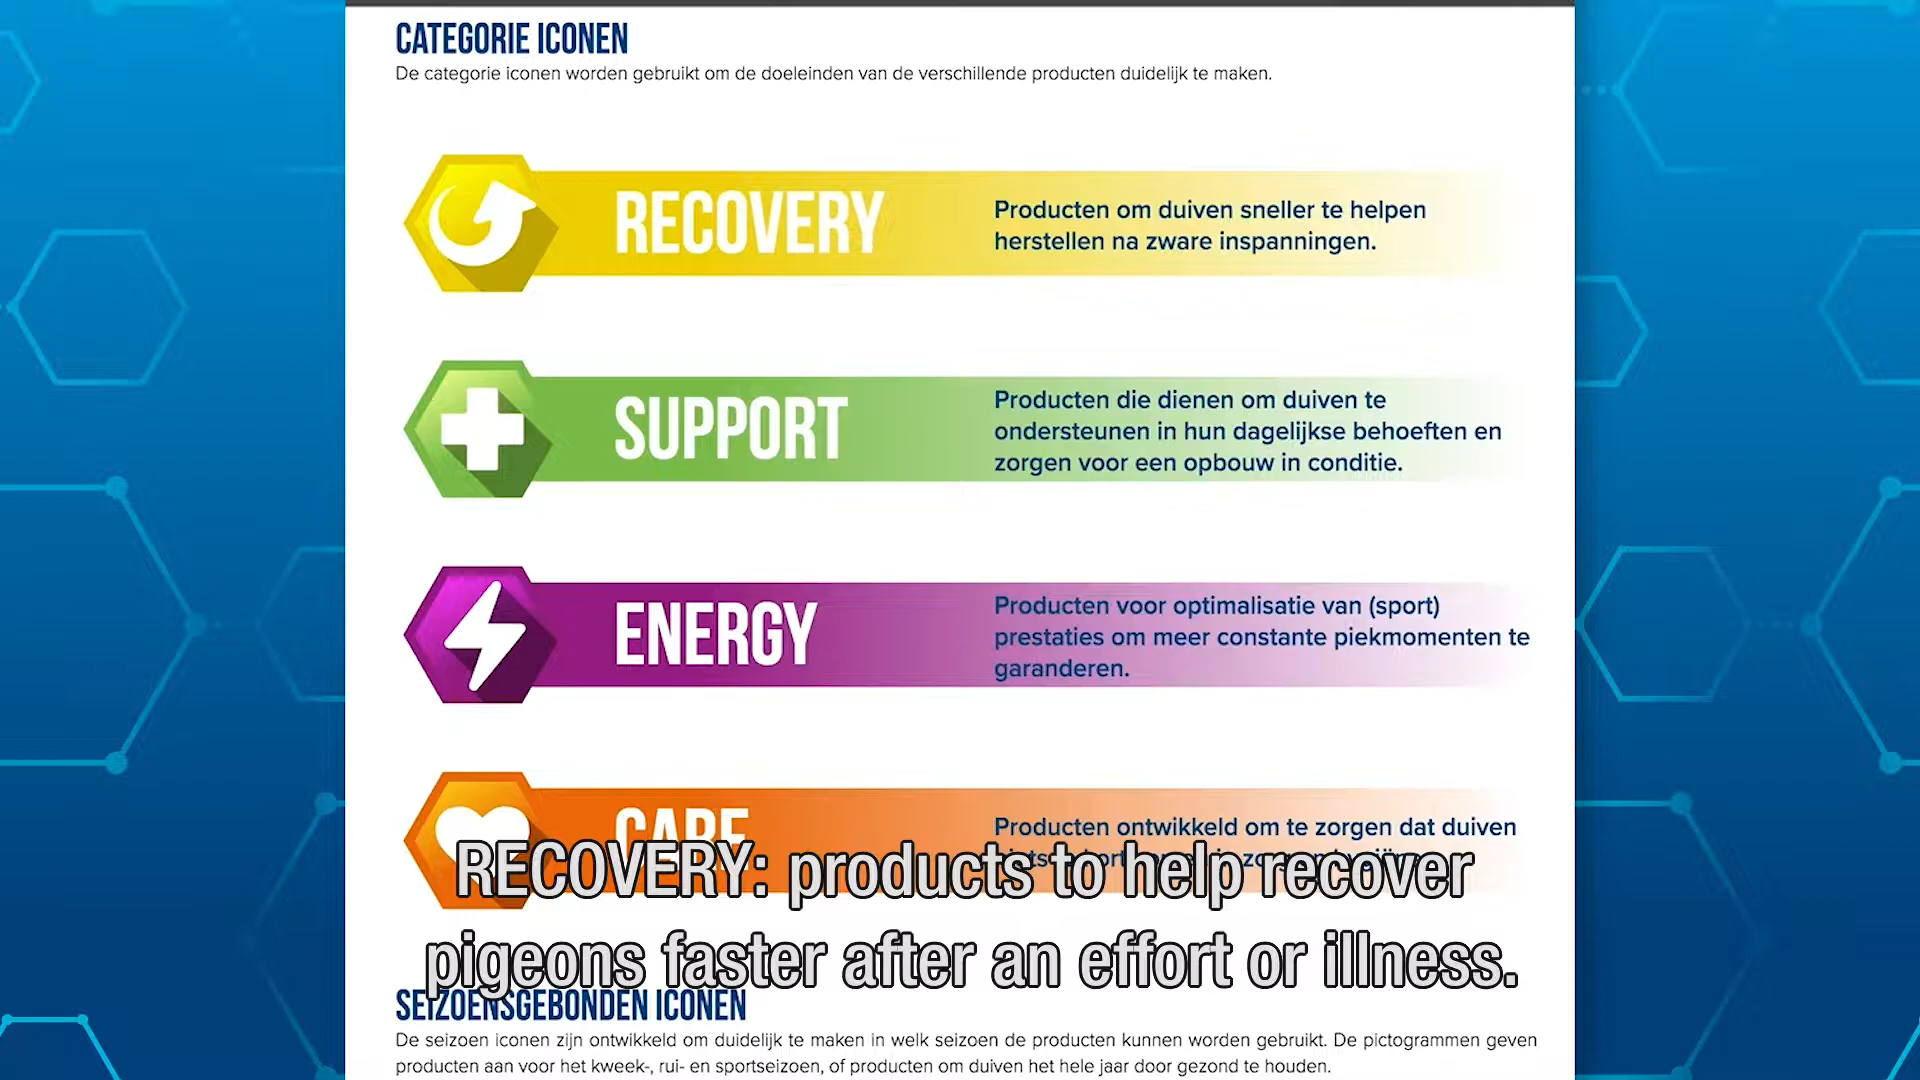 CATEGORIE ICONEN
De categorie iconen worden gebruikt om de doeleinden van de verschillende producten duidelijk te maken.
RECOVERY
Producten om duiven sneller te helpen
herstellen na zware inspanningen.
SUPPORT
Producten die dienen om duiven te
ondersteunen in hun dagelijkse behoeften en
zorgen voor een opbouw in conditie.
ENERGY
Producten voor optimalisatie van (sport)
prestaties om meer constante piekmomenten te
garanderen.
CARE
Producten ontwikkeld om te zorgen dat duiven
RECOVERY: products to help recover
pigeons faster after an effort or illness.
SEIZOENSGEBONDEN ICONEN
De seizoen iconen zijn ontwikkeld om duidelijk te maken in welk seizoen de producten kunnen worden gebruikt. De pictogrammen geven
producten aan voor het kweek-, rui- en sportseizoen, of producten om duiven het hele jaar door gezond te houden.